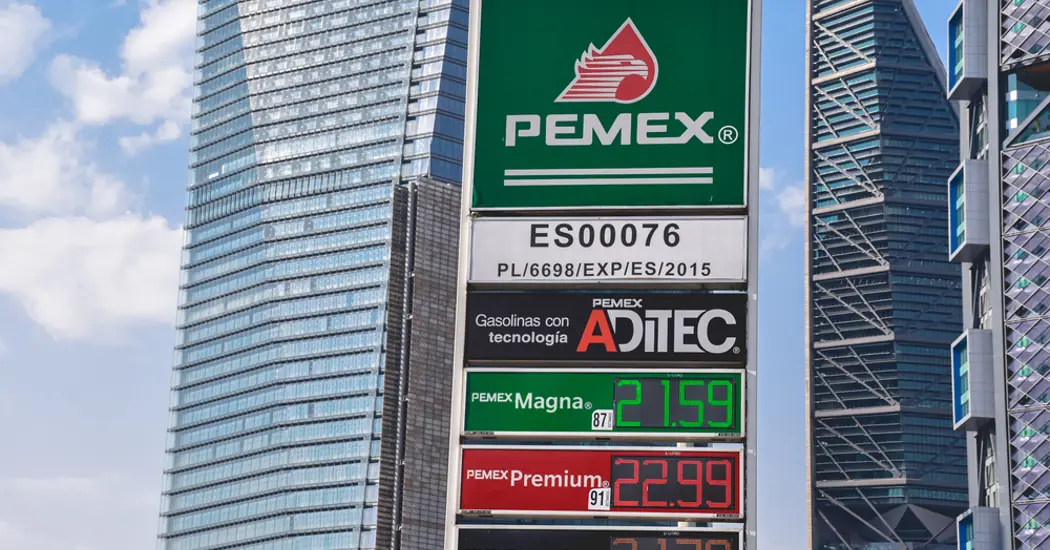 PEMEX®
ES00076
PL/6698/EXP/ES/2015
Gasolinas con
tecnología
PEMEX
ADITEC®
PEMEX Magna® 87 21.59
PEMEX Premium® 91 22.99